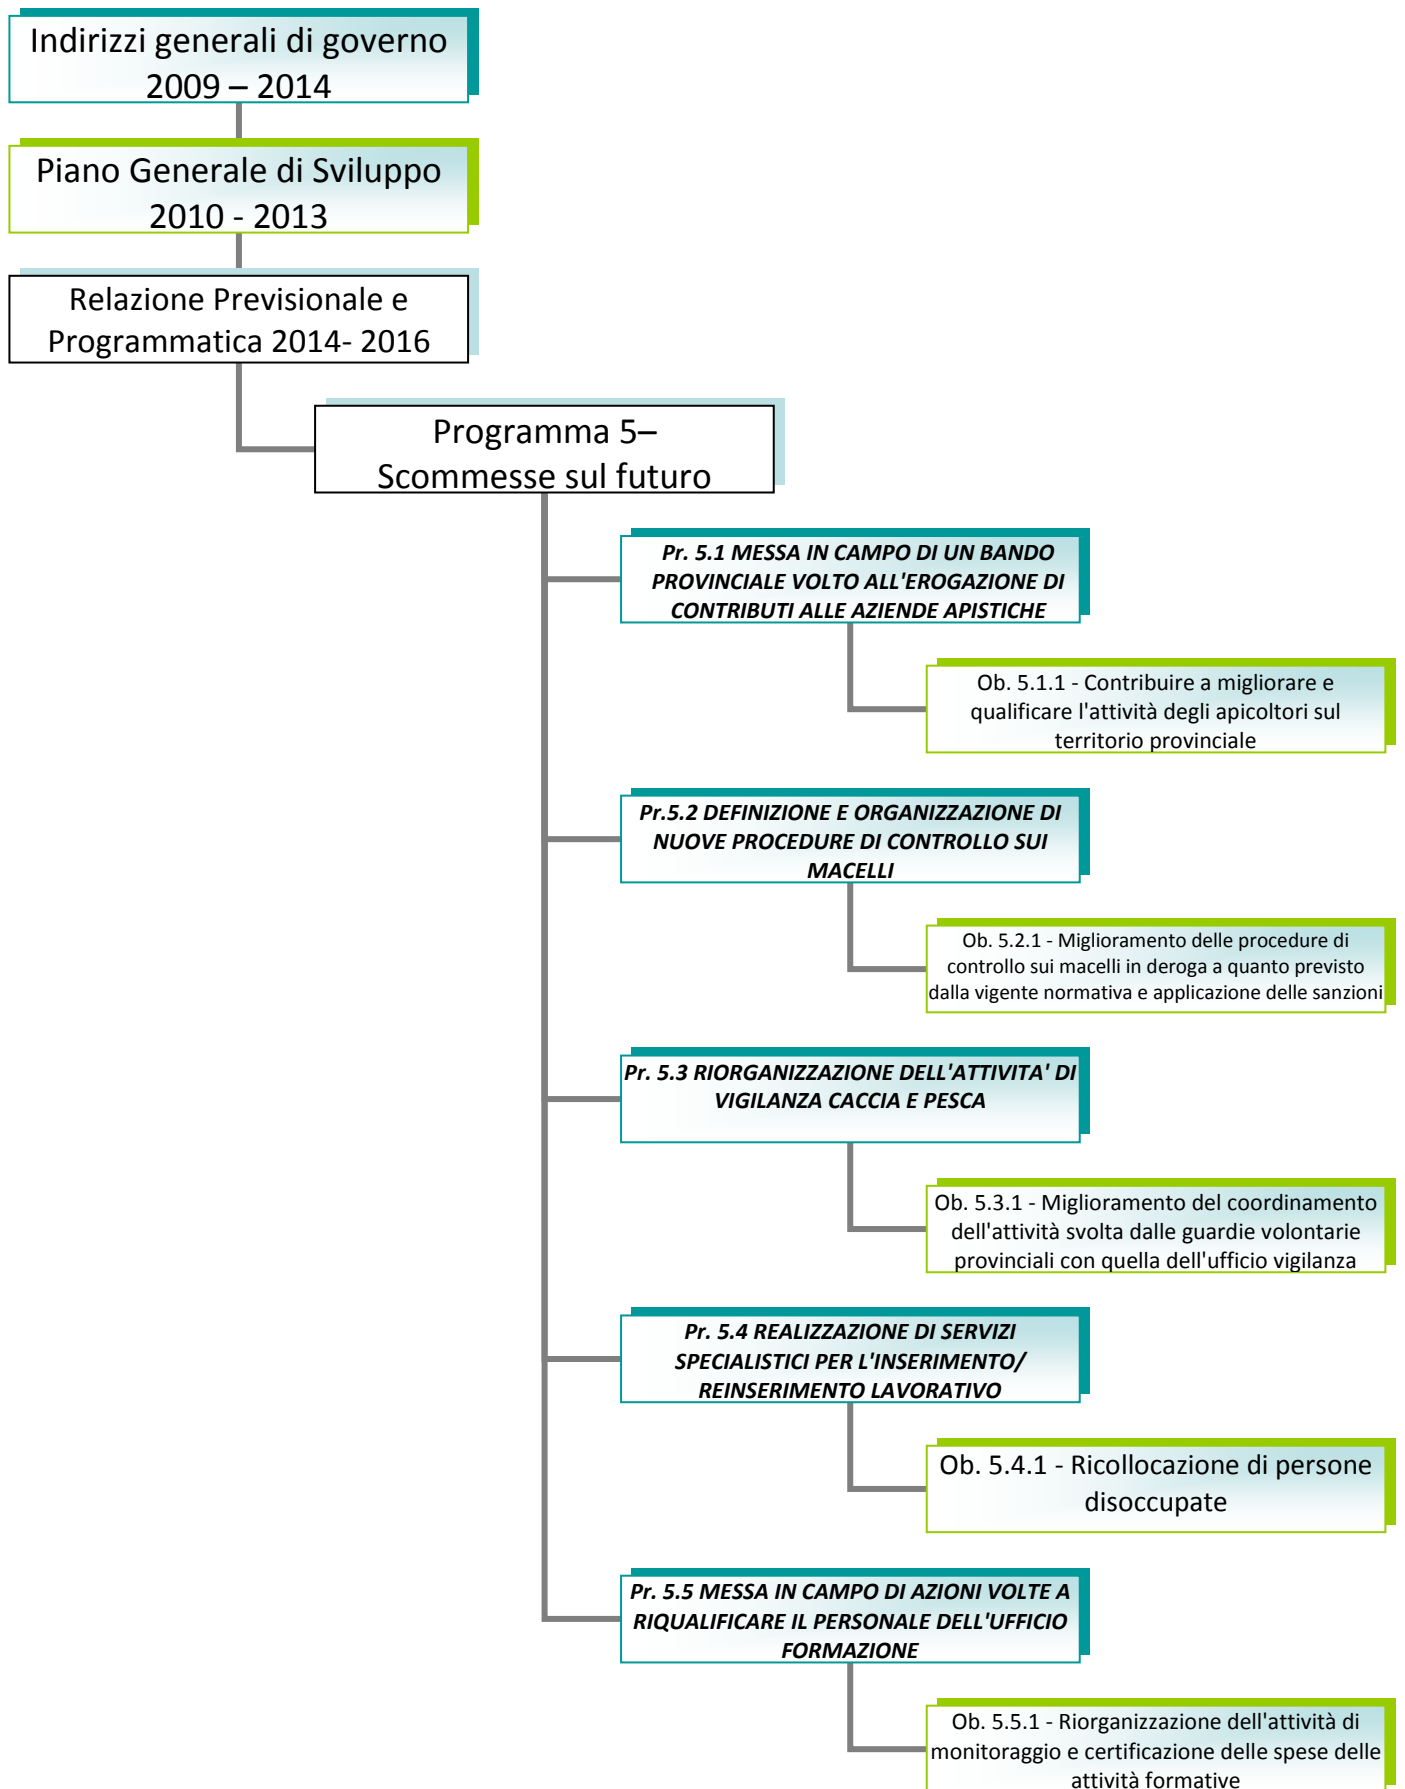 Indirizzi generali di governo
2009 – 2014
Piano Generale di Sviluppo
2010 - 2013
Relazione Previsionale e
Programmatica 2014- 2016
Programma 5–
Scommesse sul futuro
Pr. 5.1 MESSA IN CAMPO DI UN BANDO
PROVINCIALE VOLTO ALL'EROGAZIONE DI
CONTRIBUTI ALLE AZIENDE APISTICHE
Ob. 5.1.1 - Contribuire a migliorare e
qualificare l'attività degli apicoltori sul
territorio provinciale
Pr.5.2 DEFINIZIONE E ORGANIZZAZIONE DI
NUOVE PROCEDURE DI CONTROLLO SUI
MACELLI
Ob. 5.2.1 - Miglioramento delle procedure di
controllo sui macelli in deroga a quanto previsto
dalla vigente normativa e applicazione delle sanzioni
Pr. 5.3 RIORGANIZZAZIONE DELL'ATTIVITA' DI
VIGILANZA CACCIA E PESCA
Ob. 5.3.1 - Miglioramento del coordinamento
dell'attività svolta dalle guardie volontarie
provinciali con quella dell'ufficio vigilanza
Pr. 5.4 REALIZZAZIONE DI SERVIZI
SPECIALISTICI PER L'INSERIMENTO/
REINSERIMENTO LAVORATIVO
Ob. 5.4.1 - Ricollocazione di persone
disoccupate
Pr. 5.5 MESSA IN CAMPO DI AZIONI VOLTE A
RIQUALIFICARE IL PERSONALE DELL'UFFICIO
FORMAZIONE
Ob. 5.5.1 - Riorganizzazione dell'attività di
monitoraggio e certificazione delle spese delle
attività formative